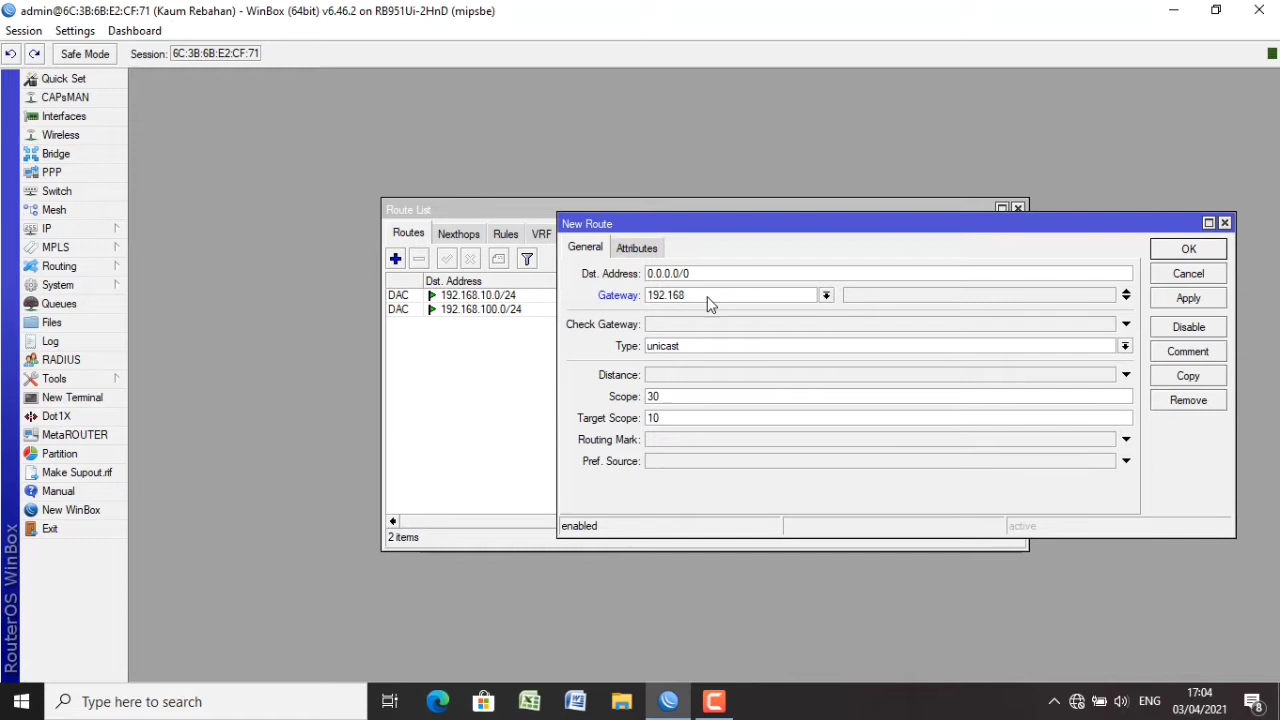 admin@6C:3B:6B:E2:CF:71 (Kaum Rebahan) - WinBox (64bit) v6.46.2 on RB951Ui-2HnD (mipsbe)
Session Settings Dashboard
Safe Mode Session: 6C:3B:6B:E2:CF:71
Quick Set
CAPsMAN
Interfaces
Wireless
Bridge
PPP
Switch
Mesh
IP
MPLS
Routing
System
Queues
Files
Log
RADIUS
Tools
New Terminal
Dot1X
MetaROUTER
Partition
Make Supout.rif
Manual
New WinBox
Exit
RouterOS WinBox
Route List
Routes Nexthops Rules VRF
Dst. Address
DAC 192.168.10.0/24
DAC 192.168.100.0/24
2 items
New Route
General Attributes
Dst. Address: 0.0.0.0/0
Gateway: 192.168
Check Gateway:
Type: unicast
Distance:
Scope: 30
Target Scope: 10
Routing Mark:
Pref. Source:
enabled active
OK
Cancel
Apply
Disable
Comment
Copy
Remove
Type here to search
ENG
17:04
03/04/2021
8